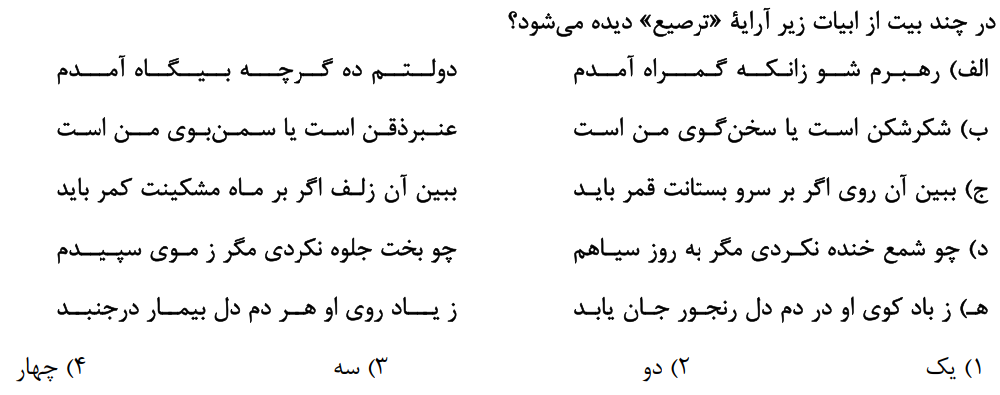 در چند بیت از ابیات زیر آرایهٔ «ترصیع» دیده می‌شود؟
الف) رهبرم شو زانکه گمراه آمدم دولتم ده گرچه بیگاه آمدم
ب) شکرشکن است یا سخن‌گوی من است عنبرذقن است یا سمن‌بوی من است
ج) ببین آن روی اگر بر سرو بستانت قمر باید ببین آن زلف اگر بر ماه مشکینت کمر باید
د) چو شمع خنده نکردی مگر به روز سیاهم چو بخت جلوه نکردی مگر ز موی سپیدم
هـ) ز باد کوی او در دم دل رنجور جان یابد ز یاد روی او هر دم دل بیمار درجنبد
۱) یک ۲) دو ۳) سه ۴) چهار